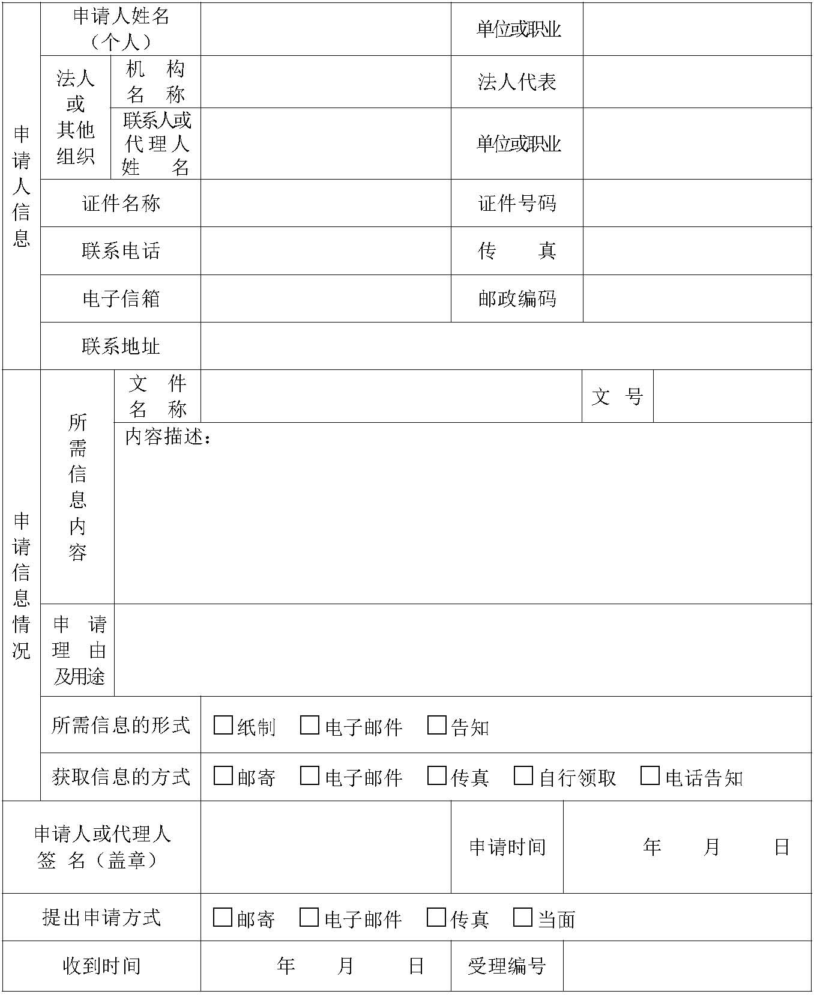 申请人信息
申请人姓名
（个人）
单位或职业
法人
或
其他
组织
机 构
名 称
法人代表
联系人或
代理人
姓 名
单位或职业
证件名称
证件号码
联系电话
传 真
电子信箱
邮政编码
联系地址
申请信息情况
所需信息内容
文 件
名 称
文 号
内容描述：
申 请
理 由
及用途
所需信息的形式
□纸制 □电子邮件 □告知
获取信息的方式
□邮寄 □电子邮件 □传真 □自行领取 □电话告知
申请人或代理人
签 名（盖章）
申请时间
年 月 日
提出申请方式
□邮寄 □电子邮件 □传真 □当面
收到时间
年 月 日
受理编号